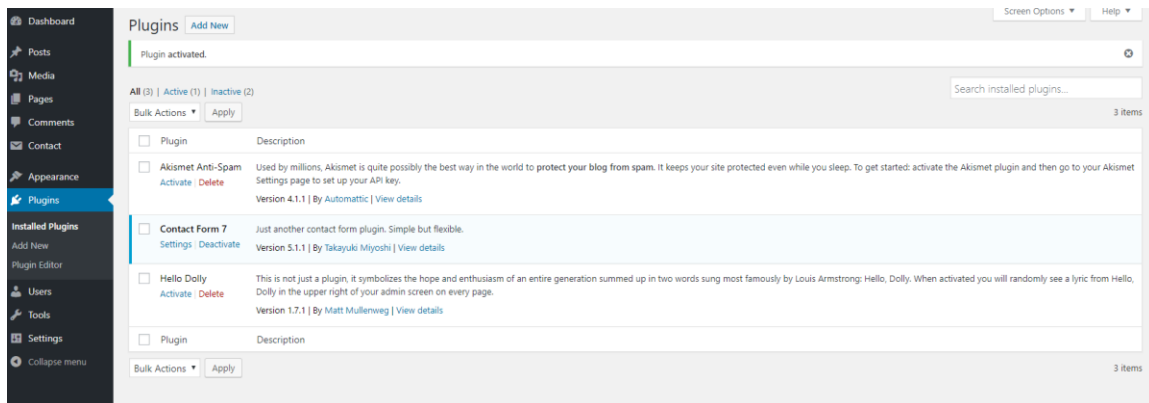 Dashboard
Posts
Media
Pages
Comments
Contact
Appearance
Plugins
Installed Plugins
Add New
Plugin Editor
Users
Tools
Settings
Collapse menu
Screen Options ▼ Help ▼
Plugins Add New
Plugin activated.
All (3) | Active (1) | Inactive (2)
Search installed plugins...
Bulk Actions ▼ Apply
3 items
Plugin Description
Akismet Anti-Spam
Activate | Delete
Used by millions, Akismet is quite possibly the best way in the world to protect your blog from spam. It keeps your site protected even while you sleep. To get started: activate the Akismet plugin and then go to your Akismet
Settings page to set up your API key.
Version 4.1.1 | By Automattic | View details
Contact Form 7
Settings | Deactivate
Just another contact form plugin. Simple but flexible.
Version 5.1.1 | By Takayuki Miyoshi | View details
Hello Dolly
Activate | Delete
This is not just a plugin, it symbolizes the hope and enthusiasm of an entire generation summed up in two words sung most famously by Louis Armstrong: Hello, Dolly. When activated you will randomly see a lyric from Hello,
Dolly in the upper right of your admin screen on every page.
Version 1.7.1 | By Matt Mullenweg | View details
Plugin Description
Bulk Actions ▼ Apply
3 items